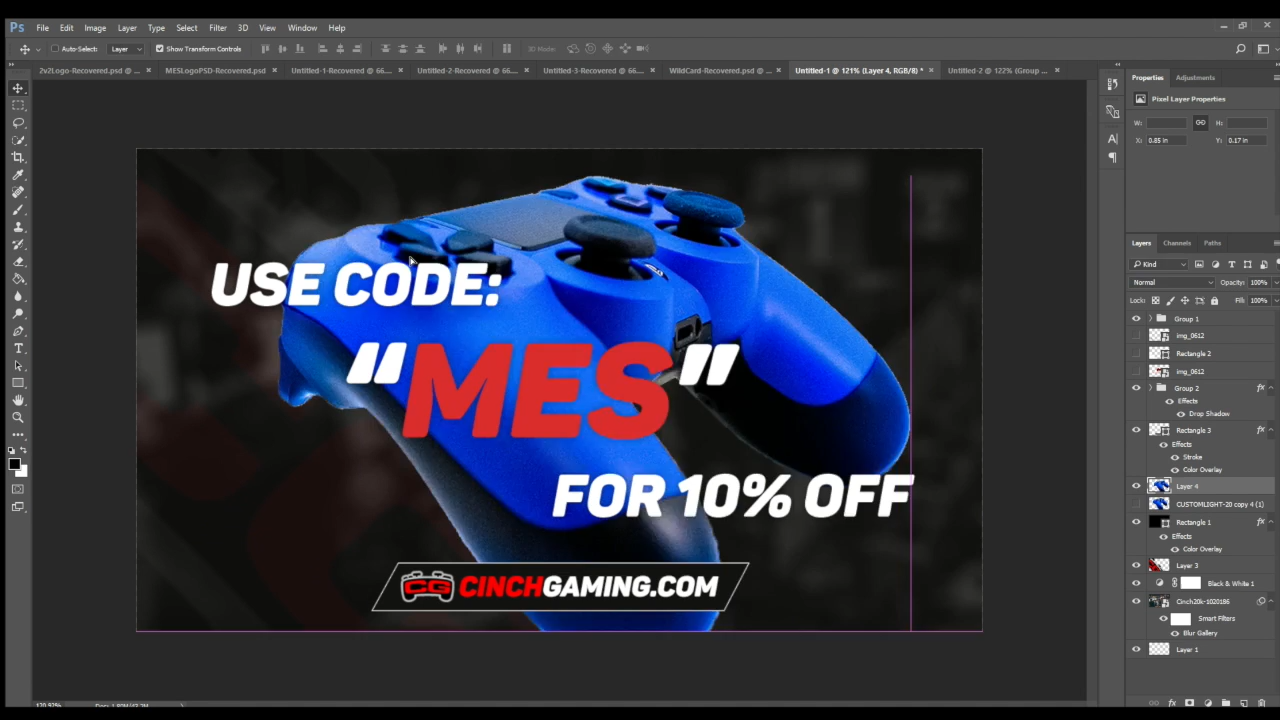 Ps File Edit Image Layer Type Select Filter 3D View Window Help
Auto-Select: Layer Show Transform Controls 3D Mode:
2v2Logo-Recovered.psd @ ... MESLogoPSD-Recovered.psd Untitled-1-Recovered @ 66.... Untitled-2-Recovered @ 66.... Untitled-3-Recovered @ 66.... WildCard-Recovered.psd @ ... Untitled-1 @ 121% (Layer 4, RGB/8) * Untitled-2 @ 122% (Group ...
Properties Adjustments
Pixel Layer Properties
W: H:
X: 0.85 in Y: 0.17 in
USE CODE:
"MES"
FOR 10% OFF
CG CINCHGAMING.COM
Layers Channels Paths
Kind
Normal Opacity: 100%
Lock: Fill: 100%
Group 1
img_0612
Rectangle 2
img_0612
Group 2 fx
Effects
Drop Shadow
Rectangle 3 fx
Effects
Stroke
Color Overlay
Layer 4
CUSTOMLIGHT-20 copy 4 (1)
Rectangle 1 fx
Effects
Color Overlay
Layer 3
Black & White 1
Cinch20k-1020186
Smart Filters
Blur Gallery
Layer 1
fx